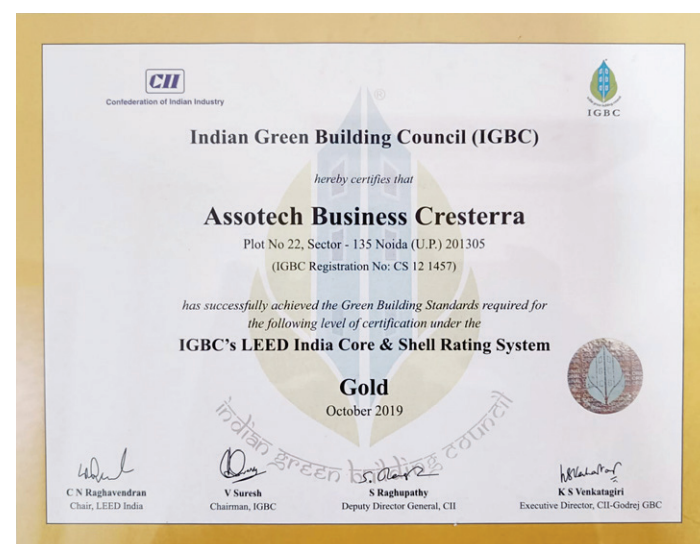 CII
Confederation of Indian Industry
IGBC
Indian Green Building Council (IGBC)
hereby certifies that
Assotech Business Cresterra
Plot No 22, Sector - 135 Noida (U.P.) 201305
(IGBC Registration No: CS 12 1457)
has successfully achieved the Green Building Standards required for
the following level of certification under the
IGBC's LEED India Core & Shell Rating System
Gold
October 2019
indian green building council
C N Raghavendran
Chair, LEED India
V Suresh
Chairman, IGBC
S Raghupathy
Deputy Director General, CII
K S Venkatagiri
Executive Director, CII-Godrej GBC